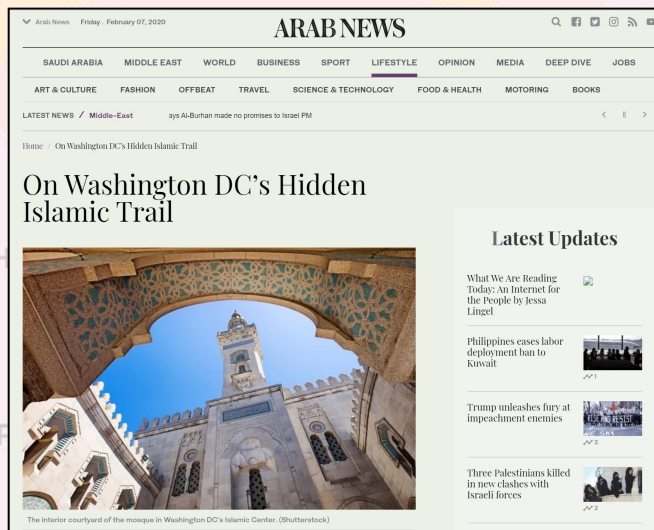 Arab News Friday . February 07, 2020
ARAB NEWS
SAUDI ARABIA MIDDLE EAST WORLD BUSINESS SPORT LIFESTYLE OPINION MEDIA DEEP DIVE JOBS
ART & CULTURE FASHION OFFBEAT TRAVEL SCIENCE & TECHNOLOGY FOOD & HEALTH MOTORING BOOKS
LATEST NEWS / Middle-East ays Al-Burhan made no promises to Israel PM
Home / On Washington DC's Hidden Islamic Trail
On Washington DC's Hidden
Islamic Trail
The interior courtyard of the mosque in Washington DC's Islamic Center. (Shutterstock)
Latest Updates
What We Are Reading
Today: An Internet for
the People by Jessa
Lingel
Philippines eases labor
deployment ban to
Kuwait
1
Trump unleashes fury at
impeachment enemies
2
Three Palestinians killed
in new clashes with
Israeli forces
2